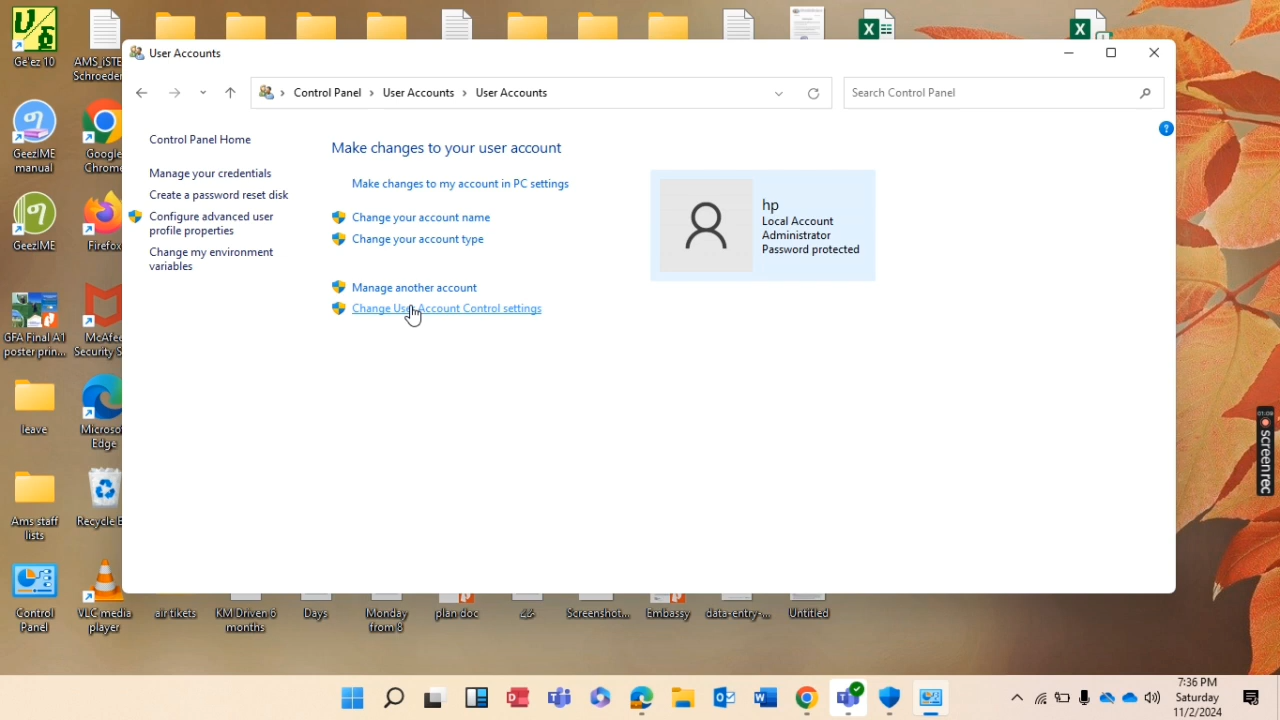 Ge'ez 10
AMS_iSTE
Schroeder
User Accounts
Control Panel > User Accounts > User Accounts
Search Control Panel
Control Panel Home
Manage your credentials
Create a password reset disk
Configure advanced user
profile properties
Change my environment
variables
Make changes to your user account
Make changes to my account in PC settings
Change your account name
Change your account type
Manage another account
Change User Account Control settings
hp
Local Account
Administrator
Password protected
GeezIME
manual
Google
Chrome
GeezIME
Firefox
GFA Final A1
poster prin...
McAfee
Security S
leave
Microso
Edge
Ams staff
lists
Recycle B
Control
Panel
VLC media
player
air tikets
KM Driven 6
months
Days
Monday
from 8
plan doc
Screenshot...
Embassy
data-entry-...
Untitled
01:09
screenrec
7:36 PM
Saturday
11/2/2024